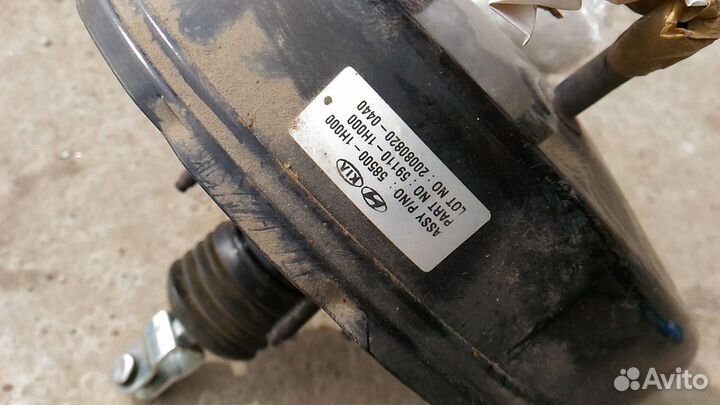 KIA
ASSY P/NO : 58500-1H000
PART NO : 59110-1H000
LOT NO : 20080820-0440
Avito